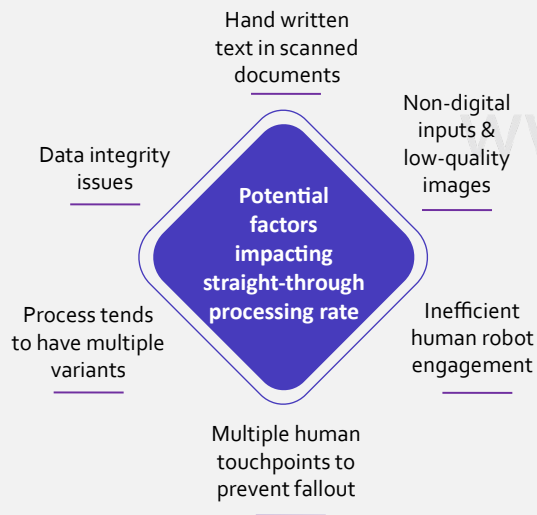 Hand written
text in scanned
documents
Non-digital
inputs &
low-quality
images
Data integrity
issues
Potential
factors
impacting
straight-through
processing rate
Process tends
to have multiple
variants
Inefficient
human robot
engagement
Multiple human
touchpoints to
prevent fallout